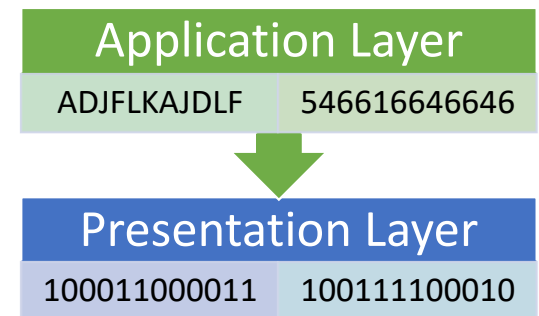 Application Layer
ADJFLKAJDLF 546616646646
Presentation Layer
100011000011 100111100010